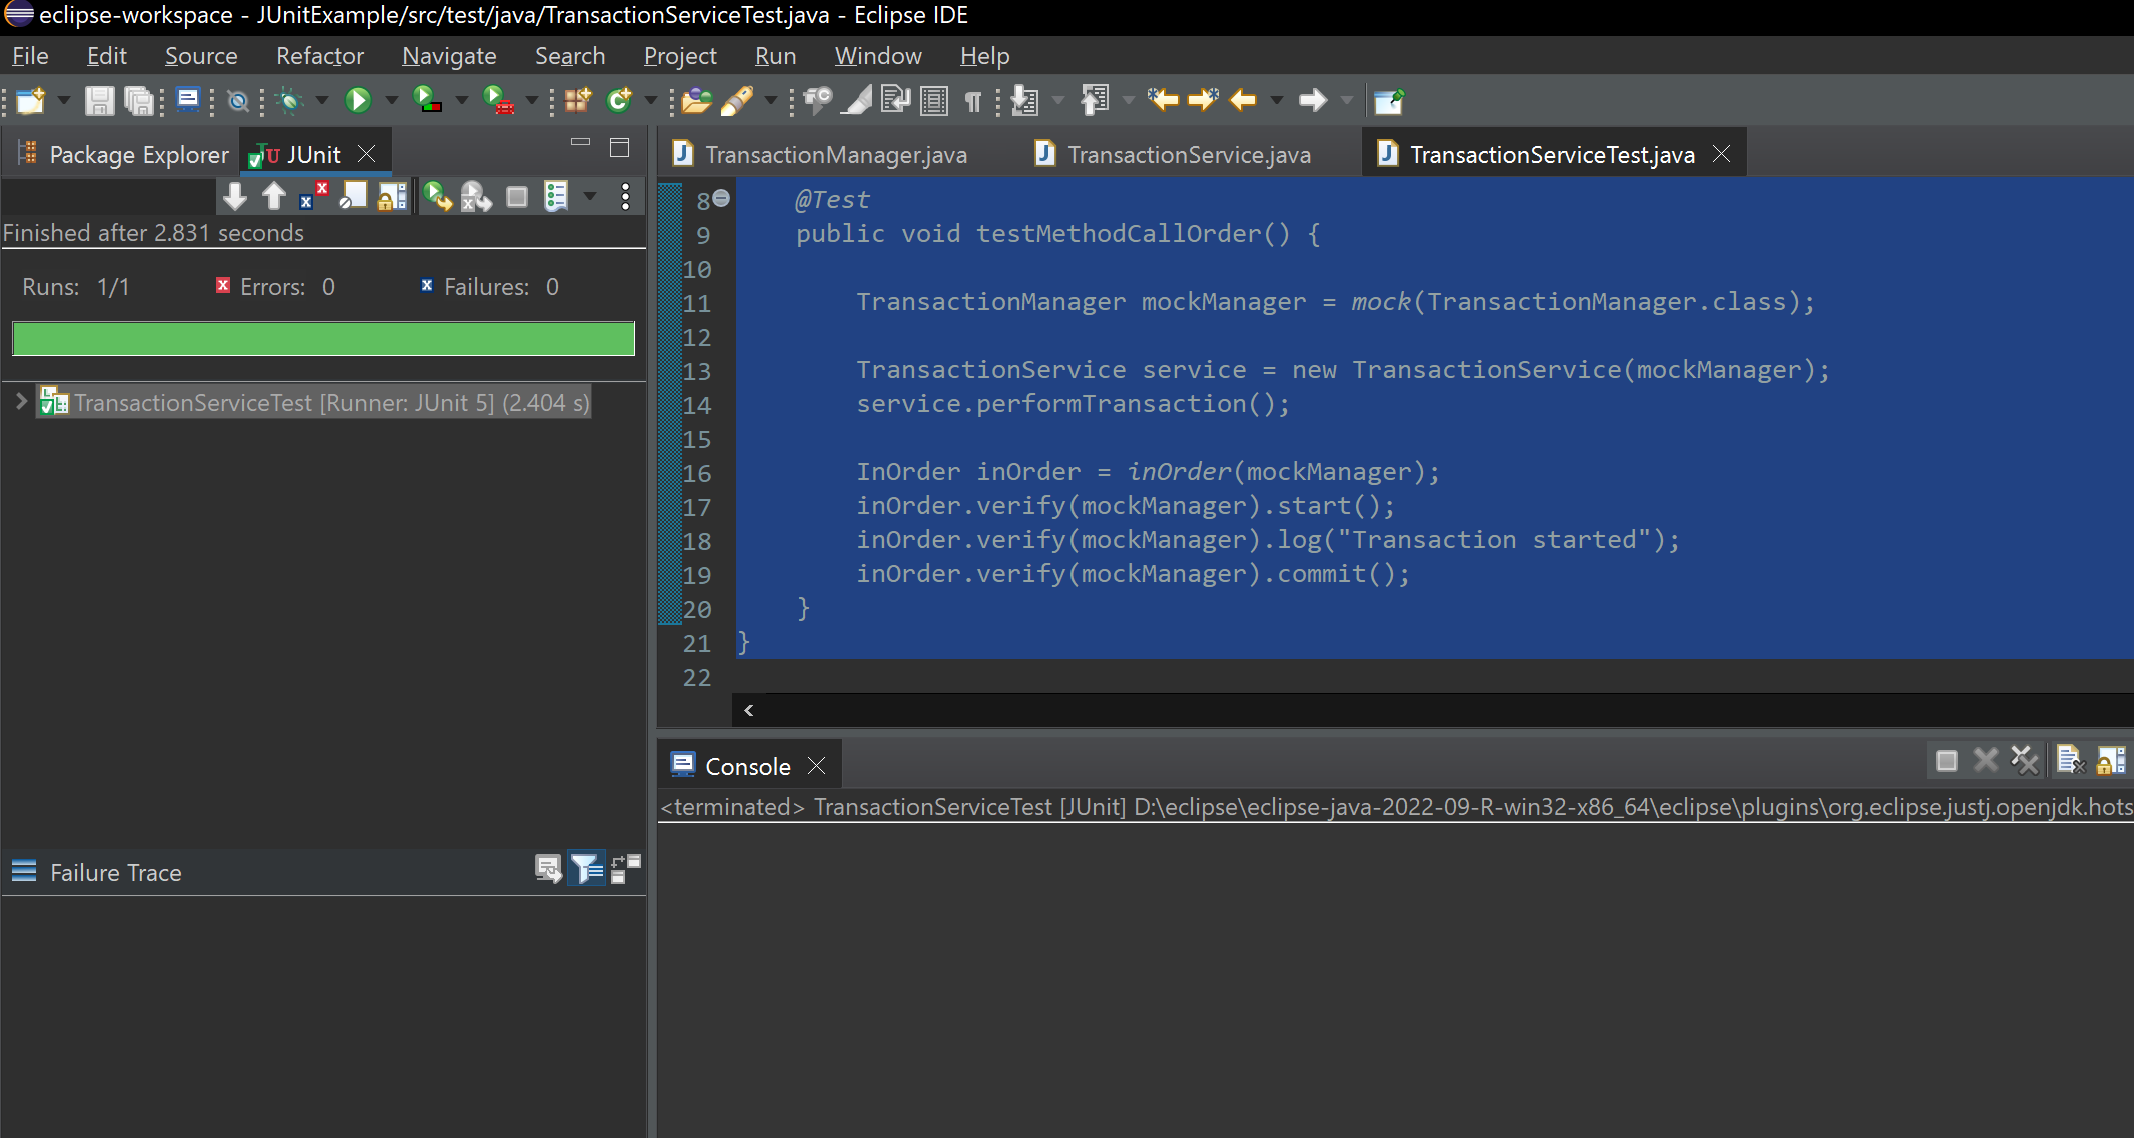 eclipse-workspace - JUnitExample/src/test/java/TransactionServiceTest.java - Eclipse IDE
File Edit Source Refactor Navigate Search Project Run Window Help
Package Explorer JUnit
TransactionManager.java TransactionService.java TransactionServiceTest.java
Finished after 2.831 seconds
Runs: 1/1 Errors: 0 Failures: 0
TransactionServiceTest [Runner: JUnit 5] (2.404 s)
Failure Trace
8 @Test
9 public void testMethodCallOrder() {
10
11 TransactionManager mockManager = mock(TransactionManager.class);
12
13 TransactionService service = new TransactionService(mockManager);
14 service.performTransaction();
15
16 InOrder inOrder = inOrder(mockManager);
17 inOrder.verify(mockManager).start();
18 inOrder.verify(mockManager).log("Transaction started");
19 inOrder.verify(mockManager).commit();
20 }
21 }
22
Console
<terminated> TransactionServiceTest [JUnit] D:\eclipse\eclipse-java-2022-09-R-win32-x86_64\eclipse\plugins\org.eclipse.justj.openjdk.hots